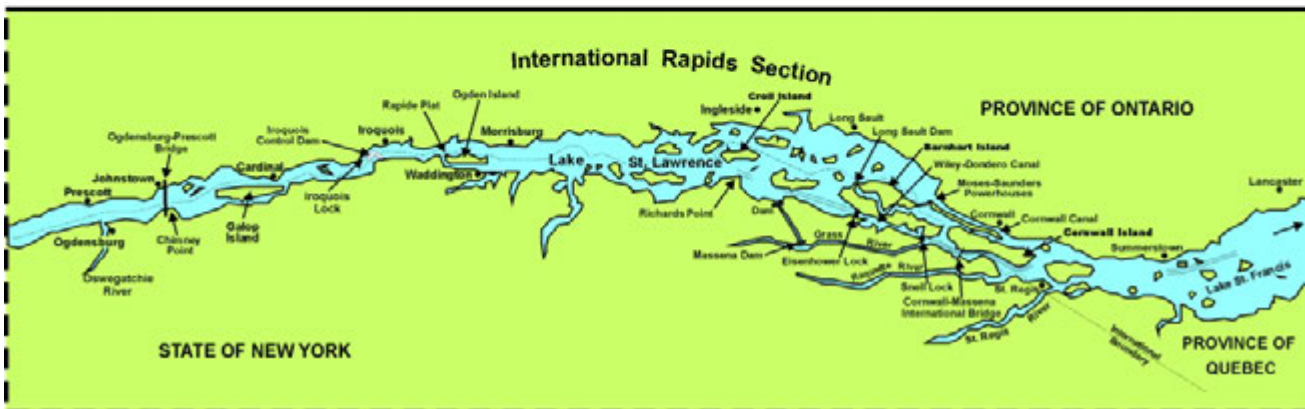 International Rapids Section
PROVINCE OF ONTARIO
STATE OF NEW YORK
PROVINCE OF
QUEBEC
Prescott
Johnstown
Ogdensburg-Prescott
Bridge
Ogdensburg
Oswegatchie
River
Chimney
Point
Cardinal
Galop
Island
Iroquois
Control Dam
Iroquois
Iroquois
Lock
Rapide Plat
Ogden Island
Morrisburg
Waddington
Lake St. Lawrence
Ingleside
Croil Island
Richards Point
Long Sault
Long Sault Dam
Barnhart Island
Wiley-Dondero Canal
Moses-Saunders
Powerhouses
Dam
Massena Dam
Grass River
Raquette River
Eisenhower Lock
Snell Lock
Cornwall-Massena
International Bridge
Cornwall
Cornwall Canal
Cornwall Island
St. Regis
St. Regis River
International
Boundary
Summerstown
Lancaster
Lake St. Francis